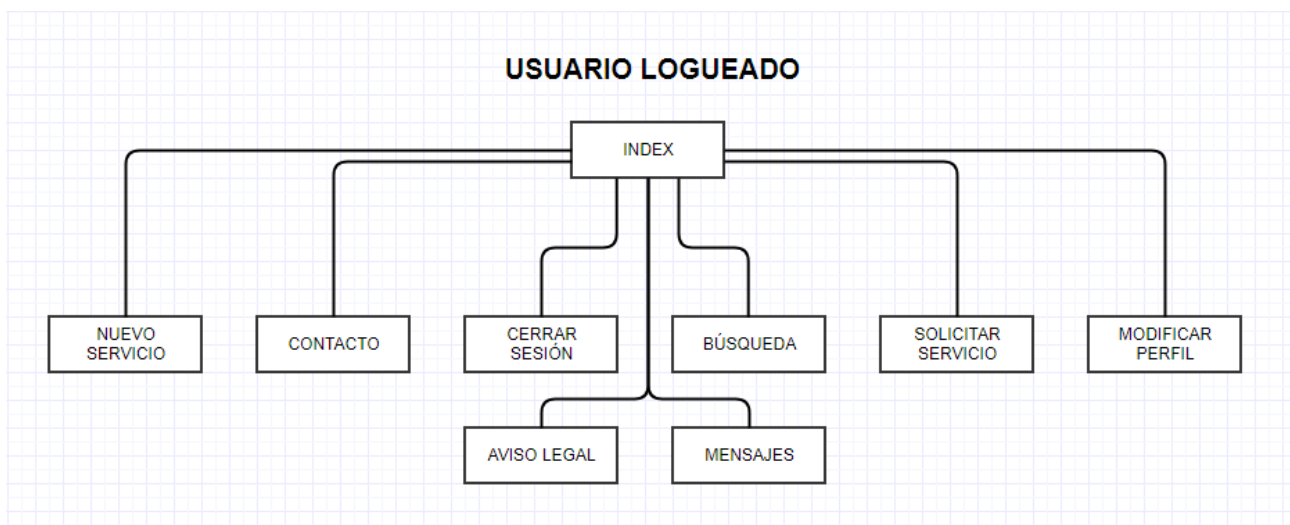 USUARIO LOGUEADO
INDEX
NUEVO
SERVICIO
CONTACTO
CERRAR
SESIÓN
BÚSQUEDA
SOLICITAR
SERVICIO
MODIFICAR
PERFIL
AVISO LEGAL
MENSAJES